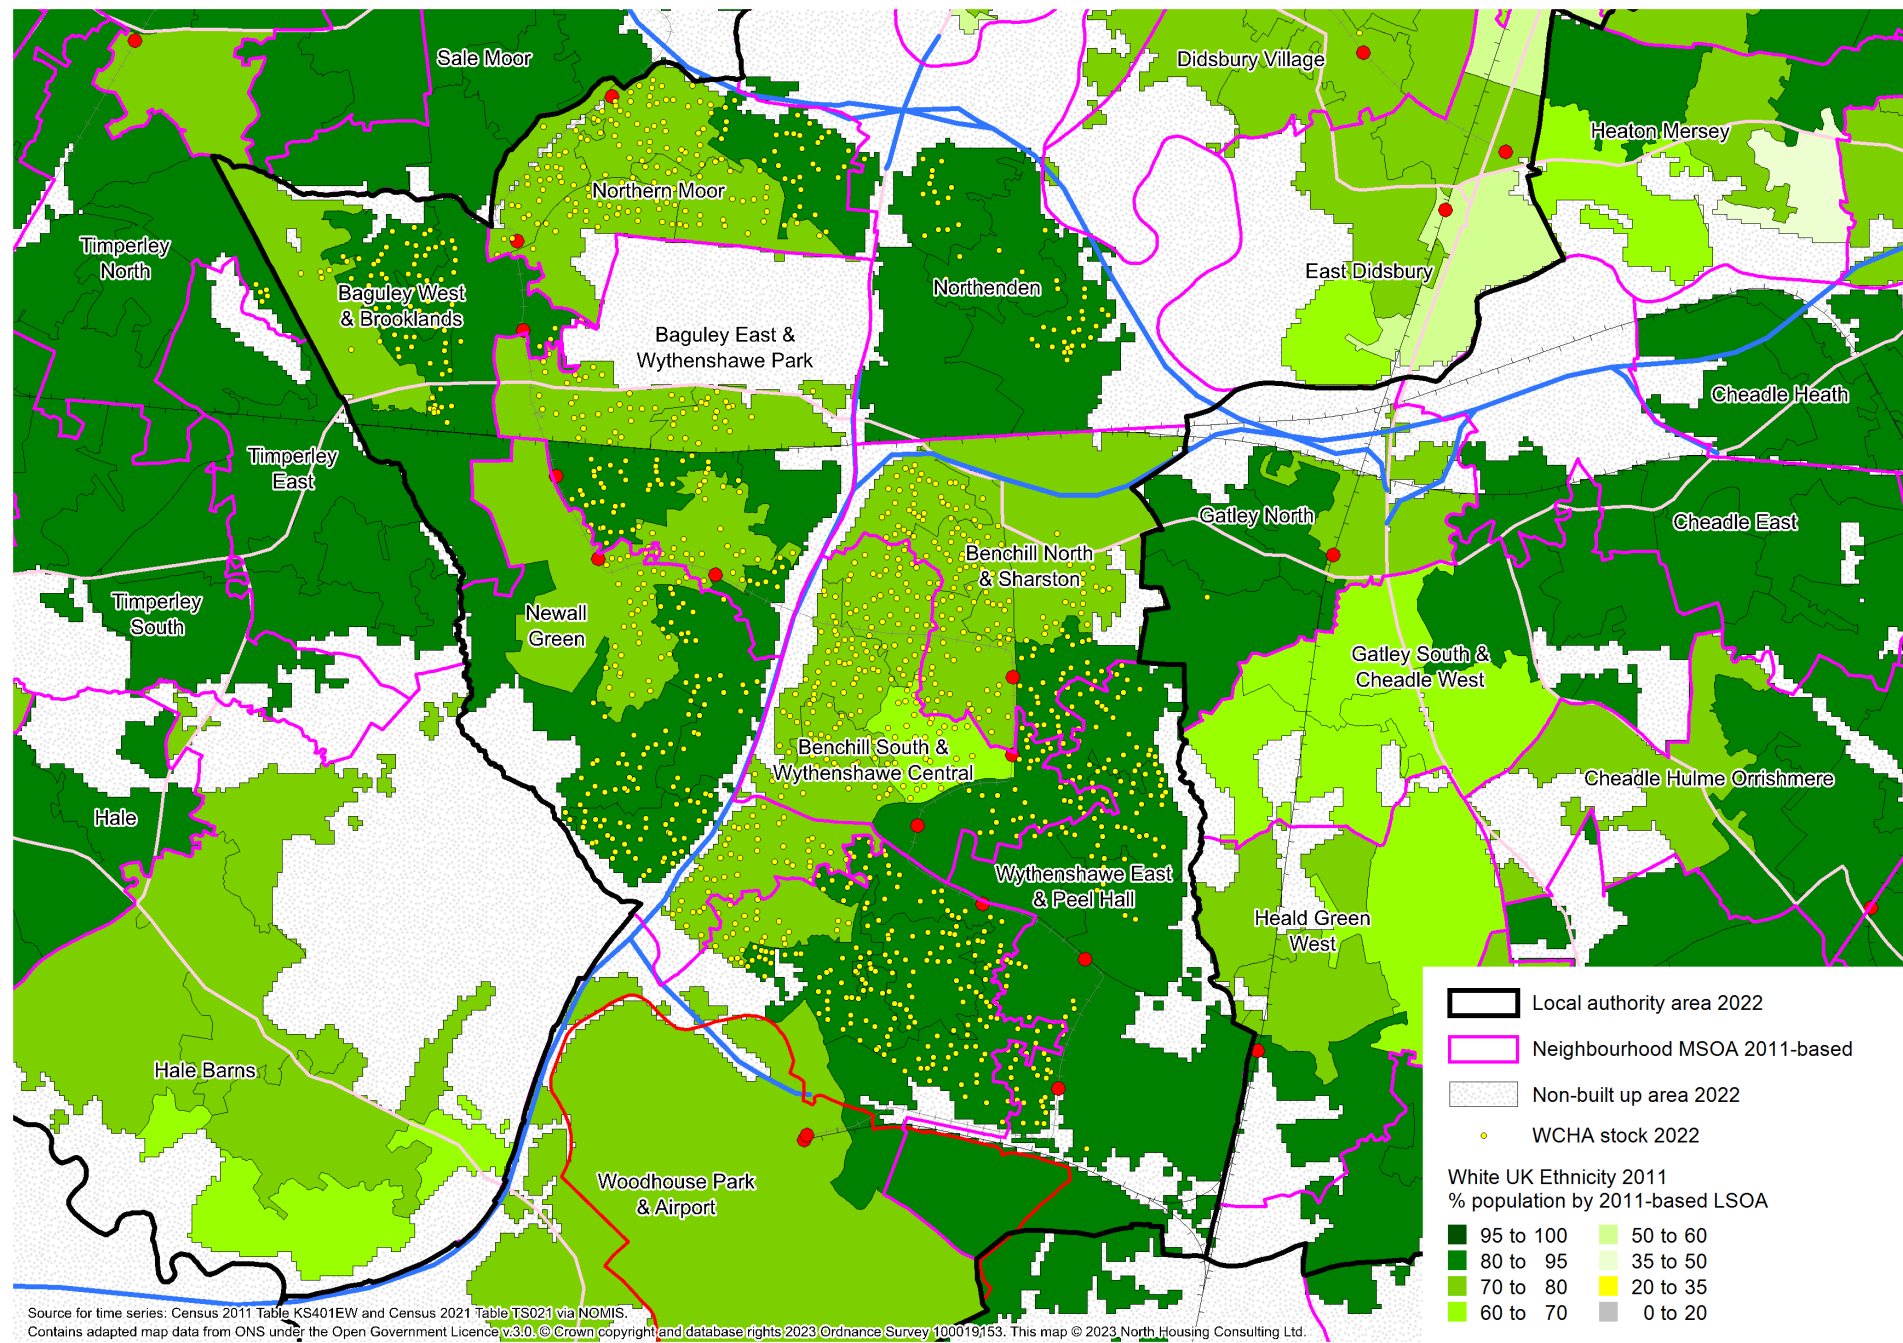 Sale Moor
Didsbury Village
Heaton Mersey
Northern Moor
Timperley
North
East Didsbury
Northenden
Baguley West
& Brooklands
Baguley East &
Wythenshawe Park
Cheadle Heath
Timperley
East
Gatley North
Cheadle East
Benchill North
& Sharston
Timperley
South
Newall
Green
Gatley South &
Cheadle West
Benchill South &
Wythenshawe Central
Cheadle Hulme Orrishmere
Hale
Wythenshawe East
& Peel Hall
Heald Green
West
Hale Barns
Woodhouse Park
& Airport
Local authority area 2022
Neighbourhood MSOA 2011-based
Non-built up area 2022
WCHA stock 2022
White UK Ethnicity 2011
% population by 2011-based LSOA
95 to 100 50 to 60
80 to 95 35 to 50
70 to 80 20 to 35
60 to 70 0 to 20
Source for time series: Census 2011 Table KS401EW and Census 2021 Table TS021 via NOMIS.
Contains adapted map data from ONS under the Open Government Licence v.3.0. © Crown copyright and database rights 2023 Ordnance Survey 100019153. This map © 2023 North Housing Consulting Ltd.